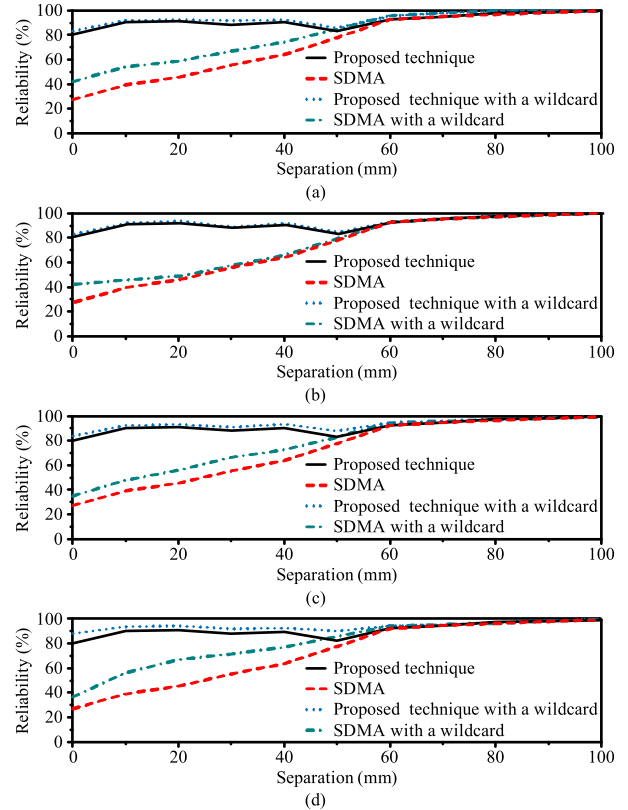 Reliability (%)
100
80
60
40
20
0
Proposed technique
SDMA
Proposed technique with a wildcard
SDMA with a wildcard
0 20 40 60 80 100
Separation (mm)
(a)
Reliability (%)
100
80
60
40
20
0
Proposed technique
SDMA
Proposed technique with a wildcard
SDMA with a wildcard
0 20 40 60 80 100
Separation (mm)
(b)
Reliability (%)
100
80
60
40
20
0
Proposed technique
SDMA
Proposed technique with a wildcard
SDMA with a wildcard
0 20 40 60 80 100
Separation (mm)
(c)
Reliability (%)
100
80
60
40
20
0
Proposed technique
SDMA
Proposed technique with a wildcard
SDMA with a wildcard
0 20 40 60 80 100
Separation (mm)
(d)